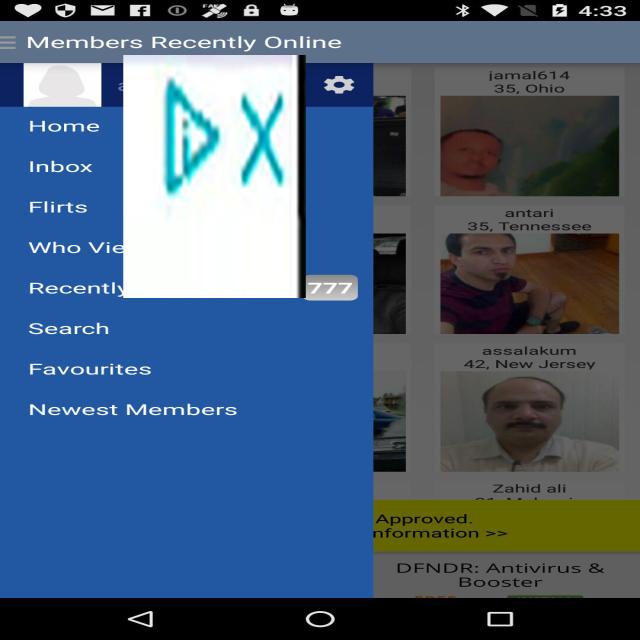 4:33
Members Recently Online
Home
Inbox
Flirts
Who Vie
Recently
777
Search
Favourites
Newest Members
jamal614
35, Ohio
antari
35, Tennessee
assalakum
42, New Jersey
Zahid ali
Approved.
nformation >>
DFNDR: Antivirus &
Booster